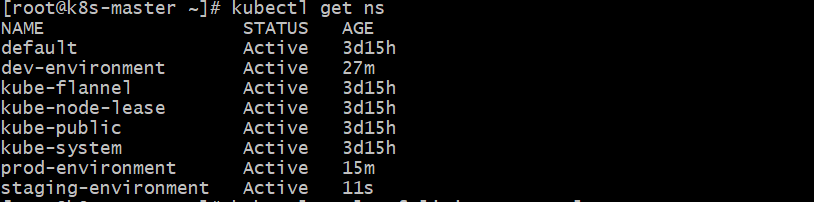 [root@k8s-master ~]# kubectl get ns
NAME STATUS AGE
default Active 3d15h
dev-environment Active 27m
kube-flannel Active 3d15h
kube-node-lease Active 3d15h
kube-public Active 3d15h
kube-system Active 3d15h
prod-environment Active 15m
staging-environment Active 11s